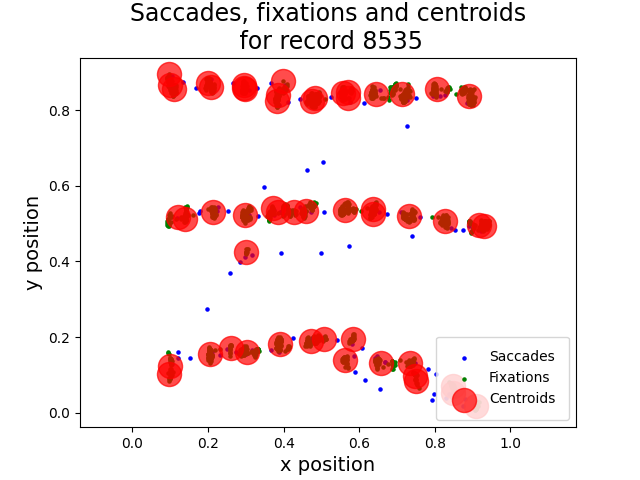 Saccades, fixations and centroids
for record 8535
y position
0.8
0.6
0.4
0.2
0.0
0.0 0.2 0.4 0.6 0.8 1.0
x position
Saccades
Fixations
Centroids